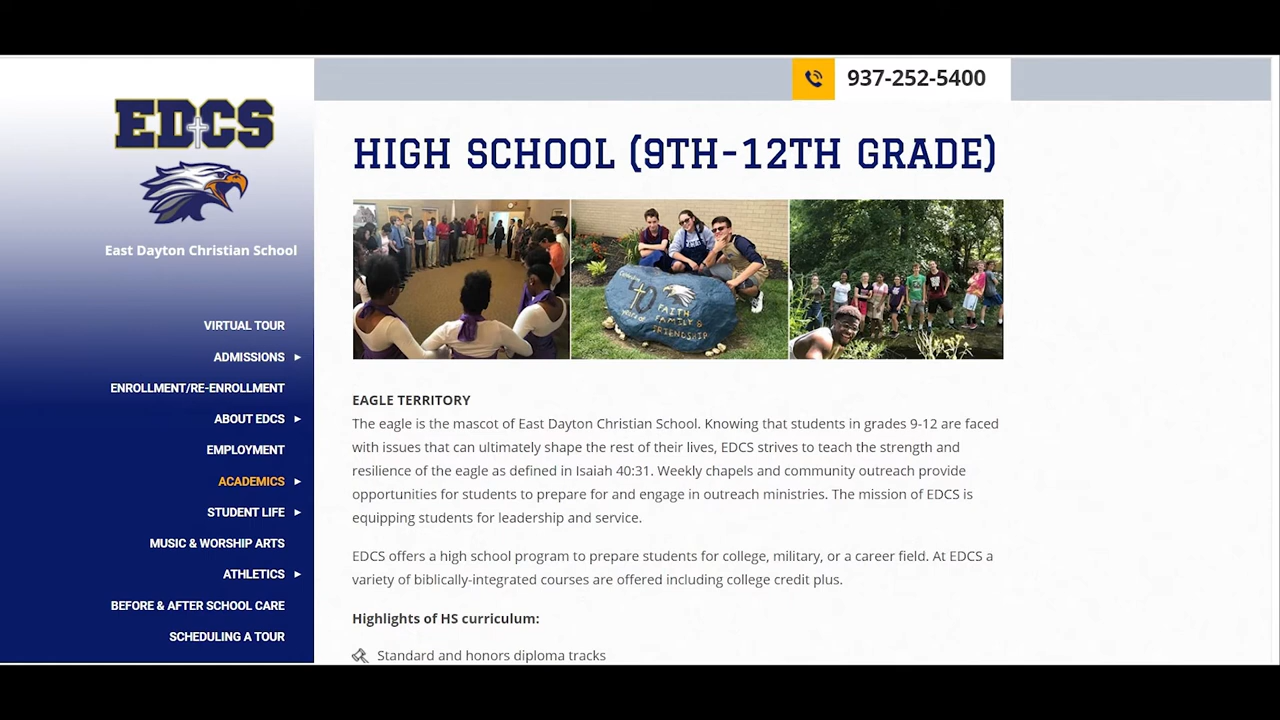 937-252-5400
EDCS
East Dayton Christian School
VIRTUAL TOUR
ADMISSIONS
ENROLLMENT/RE-ENROLLMENT
ABOUT EDCS
EMPLOYMENT
ACADEMICS
STUDENT LIFE
MUSIC & WORSHIP ARTS
ATHLETICS
BEFORE & AFTER SCHOOL CARE
SCHEDULING A TOUR
HIGH SCHOOL (9TH-12TH GRADE)
40
FAITH
FAMILY &
FRIENDSHIP
EAGLE TERRITORY
The eagle is the mascot of East Dayton Christian School. Knowing that students in grades 9-12 are faced
with issues that can ultimately shape the rest of their lives, EDCS strives to teach the strength and
resilience of the eagle as defined in Isaiah 40:31. Weekly chapels and community outreach provide
opportunities for students to prepare for and engage in outreach ministries. The mission of EDCS is
equipping students for leadership and service.
EDCS offers a high school program to prepare students for college, military, or a career field. At EDCS a
variety of biblically-integrated courses are offered including college credit plus.
Highlights of HS curriculum:
Standard and honors diploma tracks